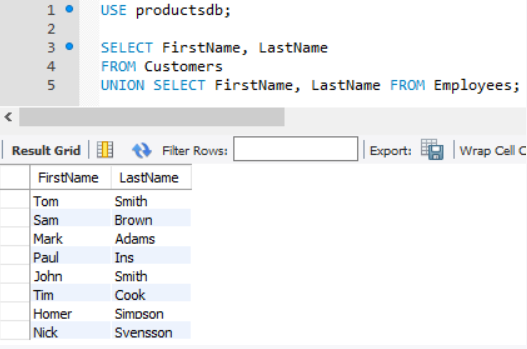 1 USE productsdb;
2
3 SELECT FirstName, LastName
4 FROM Customers
5 UNION SELECT FirstName, LastName FROM Employees;
Result Grid Filter Rows: Export: Wrap Cell C
FirstName LastName
Tom Smith
Sam Brown
Mark Adams
Paul Ins
John Smith
Tim Cook
Homer Simpson
Nick Svensson